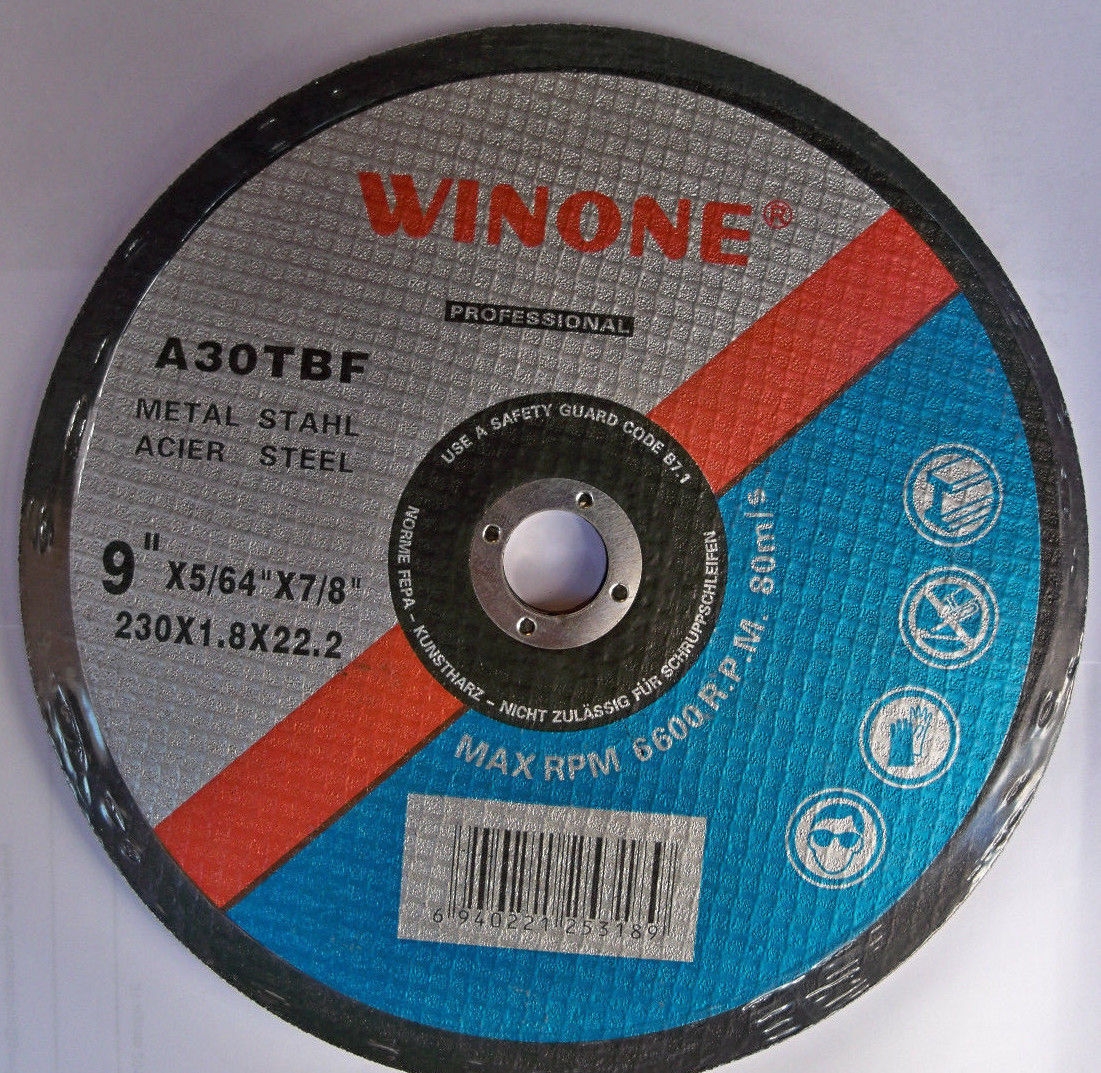 WINONE®
PROFESSIONAL
A30TBF
METAL STAHL
ACIER STEEL
9" X5/64"X7/8"
230X1.8X22.2
USE A SAFETY GUARD CODE B7.1
NORME FEPA - KUNSTHARZ - NICHT ZULÄSSIG FÜR SCHRUPPSCHLEIFEN
MAX RPM 6600 R.P.M. 80m/s
6 940221 253189